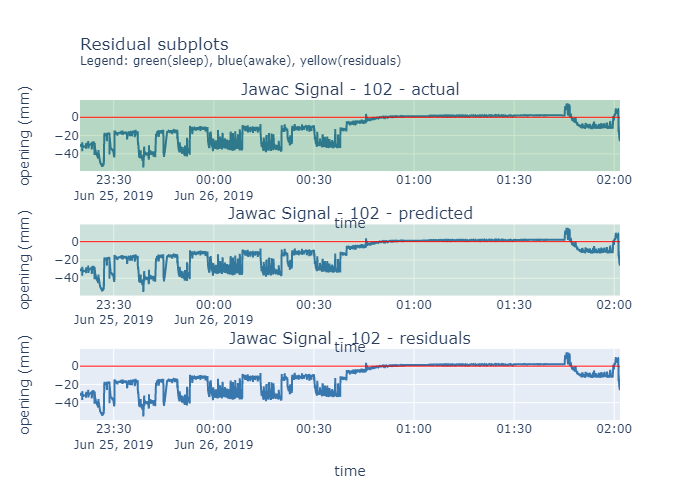 Residual subplots
Legend: green(sleep), blue(awake), yellow(residuals)
Jawac Signal - 102 - actual
opening (mm)
0
−20
−40
23:30 00:00 00:30 01:00 01:30 02:00
Jun 25, 2019 Jun 26, 2019
time
Jawac Signal - 102 - predicted
opening (mm)
0
−20
−40
23:30 00:00 00:30 01:00 01:30 02:00
Jun 25, 2019 Jun 26, 2019
time
Jawac Signal - 102 - residuals
opening (mm)
0
−20
−40
23:30 00:00 00:30 01:00 01:30 02:00
Jun 25, 2019 Jun 26, 2019
time